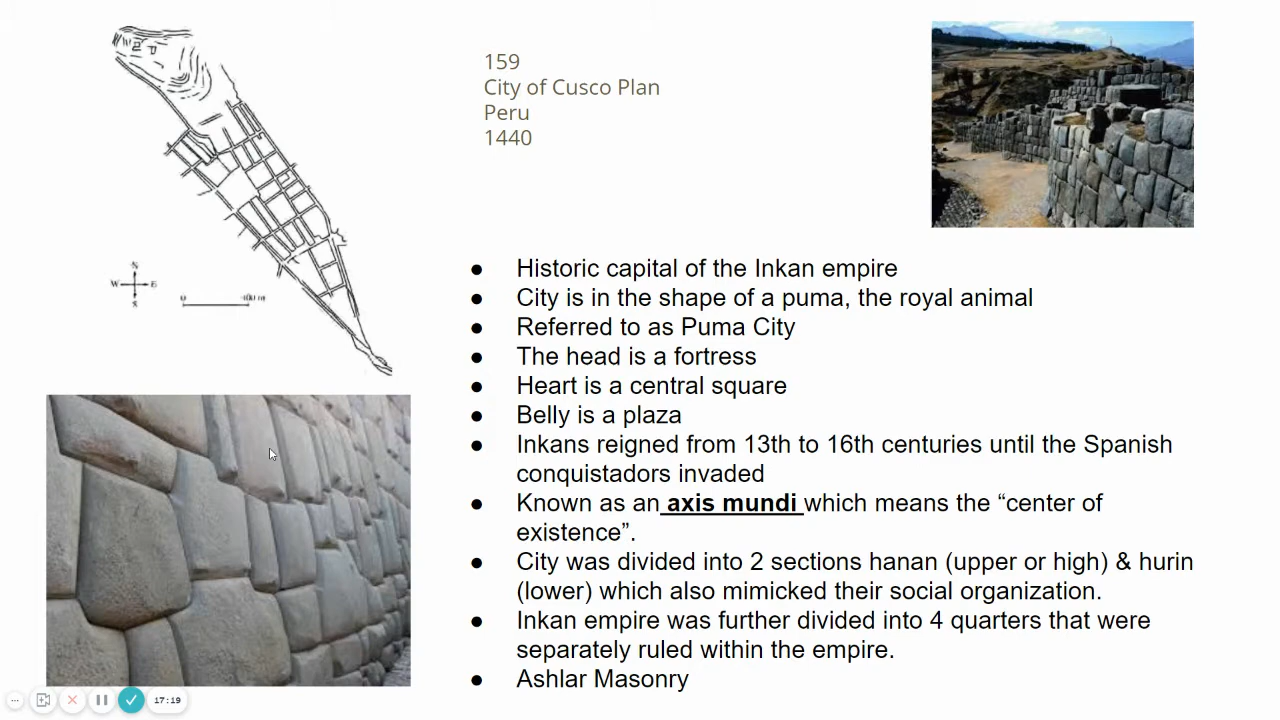 159
City of Cusco Plan
Peru
1440
N
W E
S
● Historic capital of the Inkan empire
● City is in the shape of a puma, the royal animal
● Referred to as Puma City
● The head is a fortress
● Heart is a central square
● Belly is a plaza
● Inkans reigned from 13th to 16th centuries until the Spanish
conquistadors invaded
● Known as an axis mundi which means the “center of
existence”.
● City was divided into 2 sections hanan (upper or high) & hurin
(lower) which also mimicked their social organization.
● Inkan empire was further divided into 4 quarters that were
separately ruled within the empire.
● Ashlar Masonry
17:19